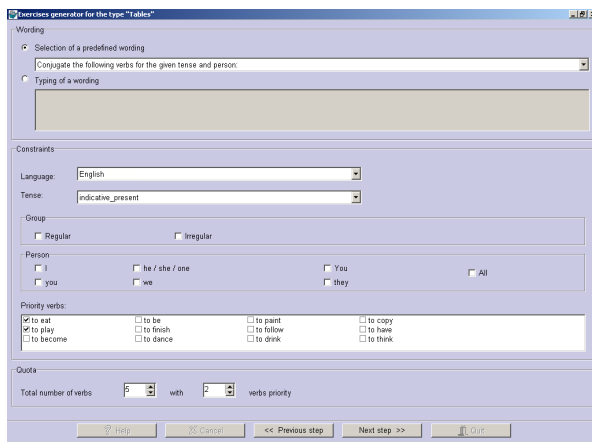 Exercises generator for the type "Tables"
Wording
Selection of a predefined wording
Conjugate the following verbs for the given tense and person:
Typing of a wording
Constraints
Language: English
Tense: indicative_present
Group
Regular Irregular
Person
I he / she / one You All
you we they
Priority verbs:
to eat to be to paint to copy
to play to finish to follow to have
to become to dance to drink to think
Quota
Total number of verbs 5 with 2 verbs priority
Help Cancel << Previous step Next step >> Quit